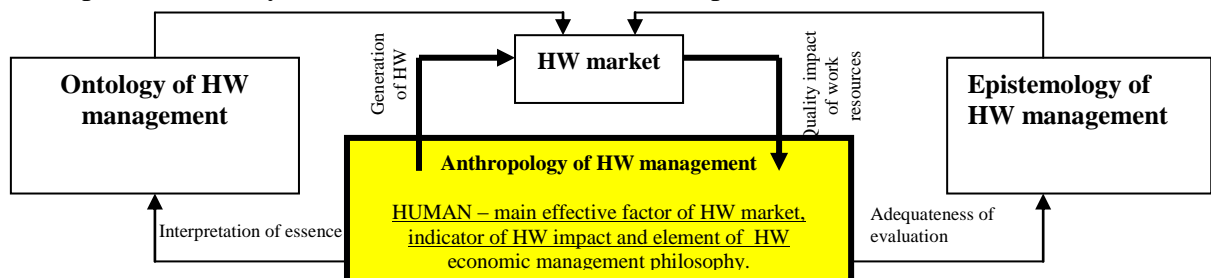 HW market
Generation
of HW
Quality impact
of work
resources
Ontology of HW
management
Epistemology of
HW management
Anthropology of HW management
HUMAN – main effective factor of HW market,
indicator of HW impact and element of HW
economic management philosophy.
Interpretation of essence
Adequateness of
evaluation